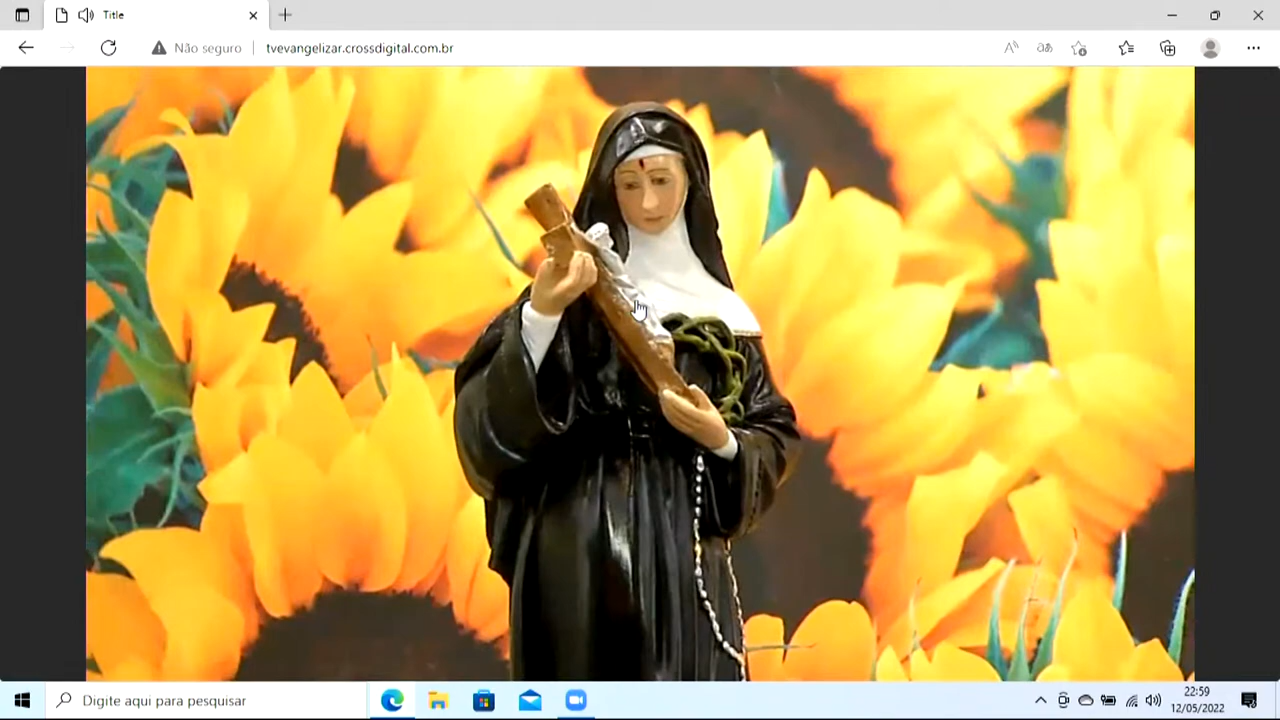 Title
Não seguro
tvevangelizar.crossdigital.com.br
Digite aqui para pesquisar
22:59
12/05/2022